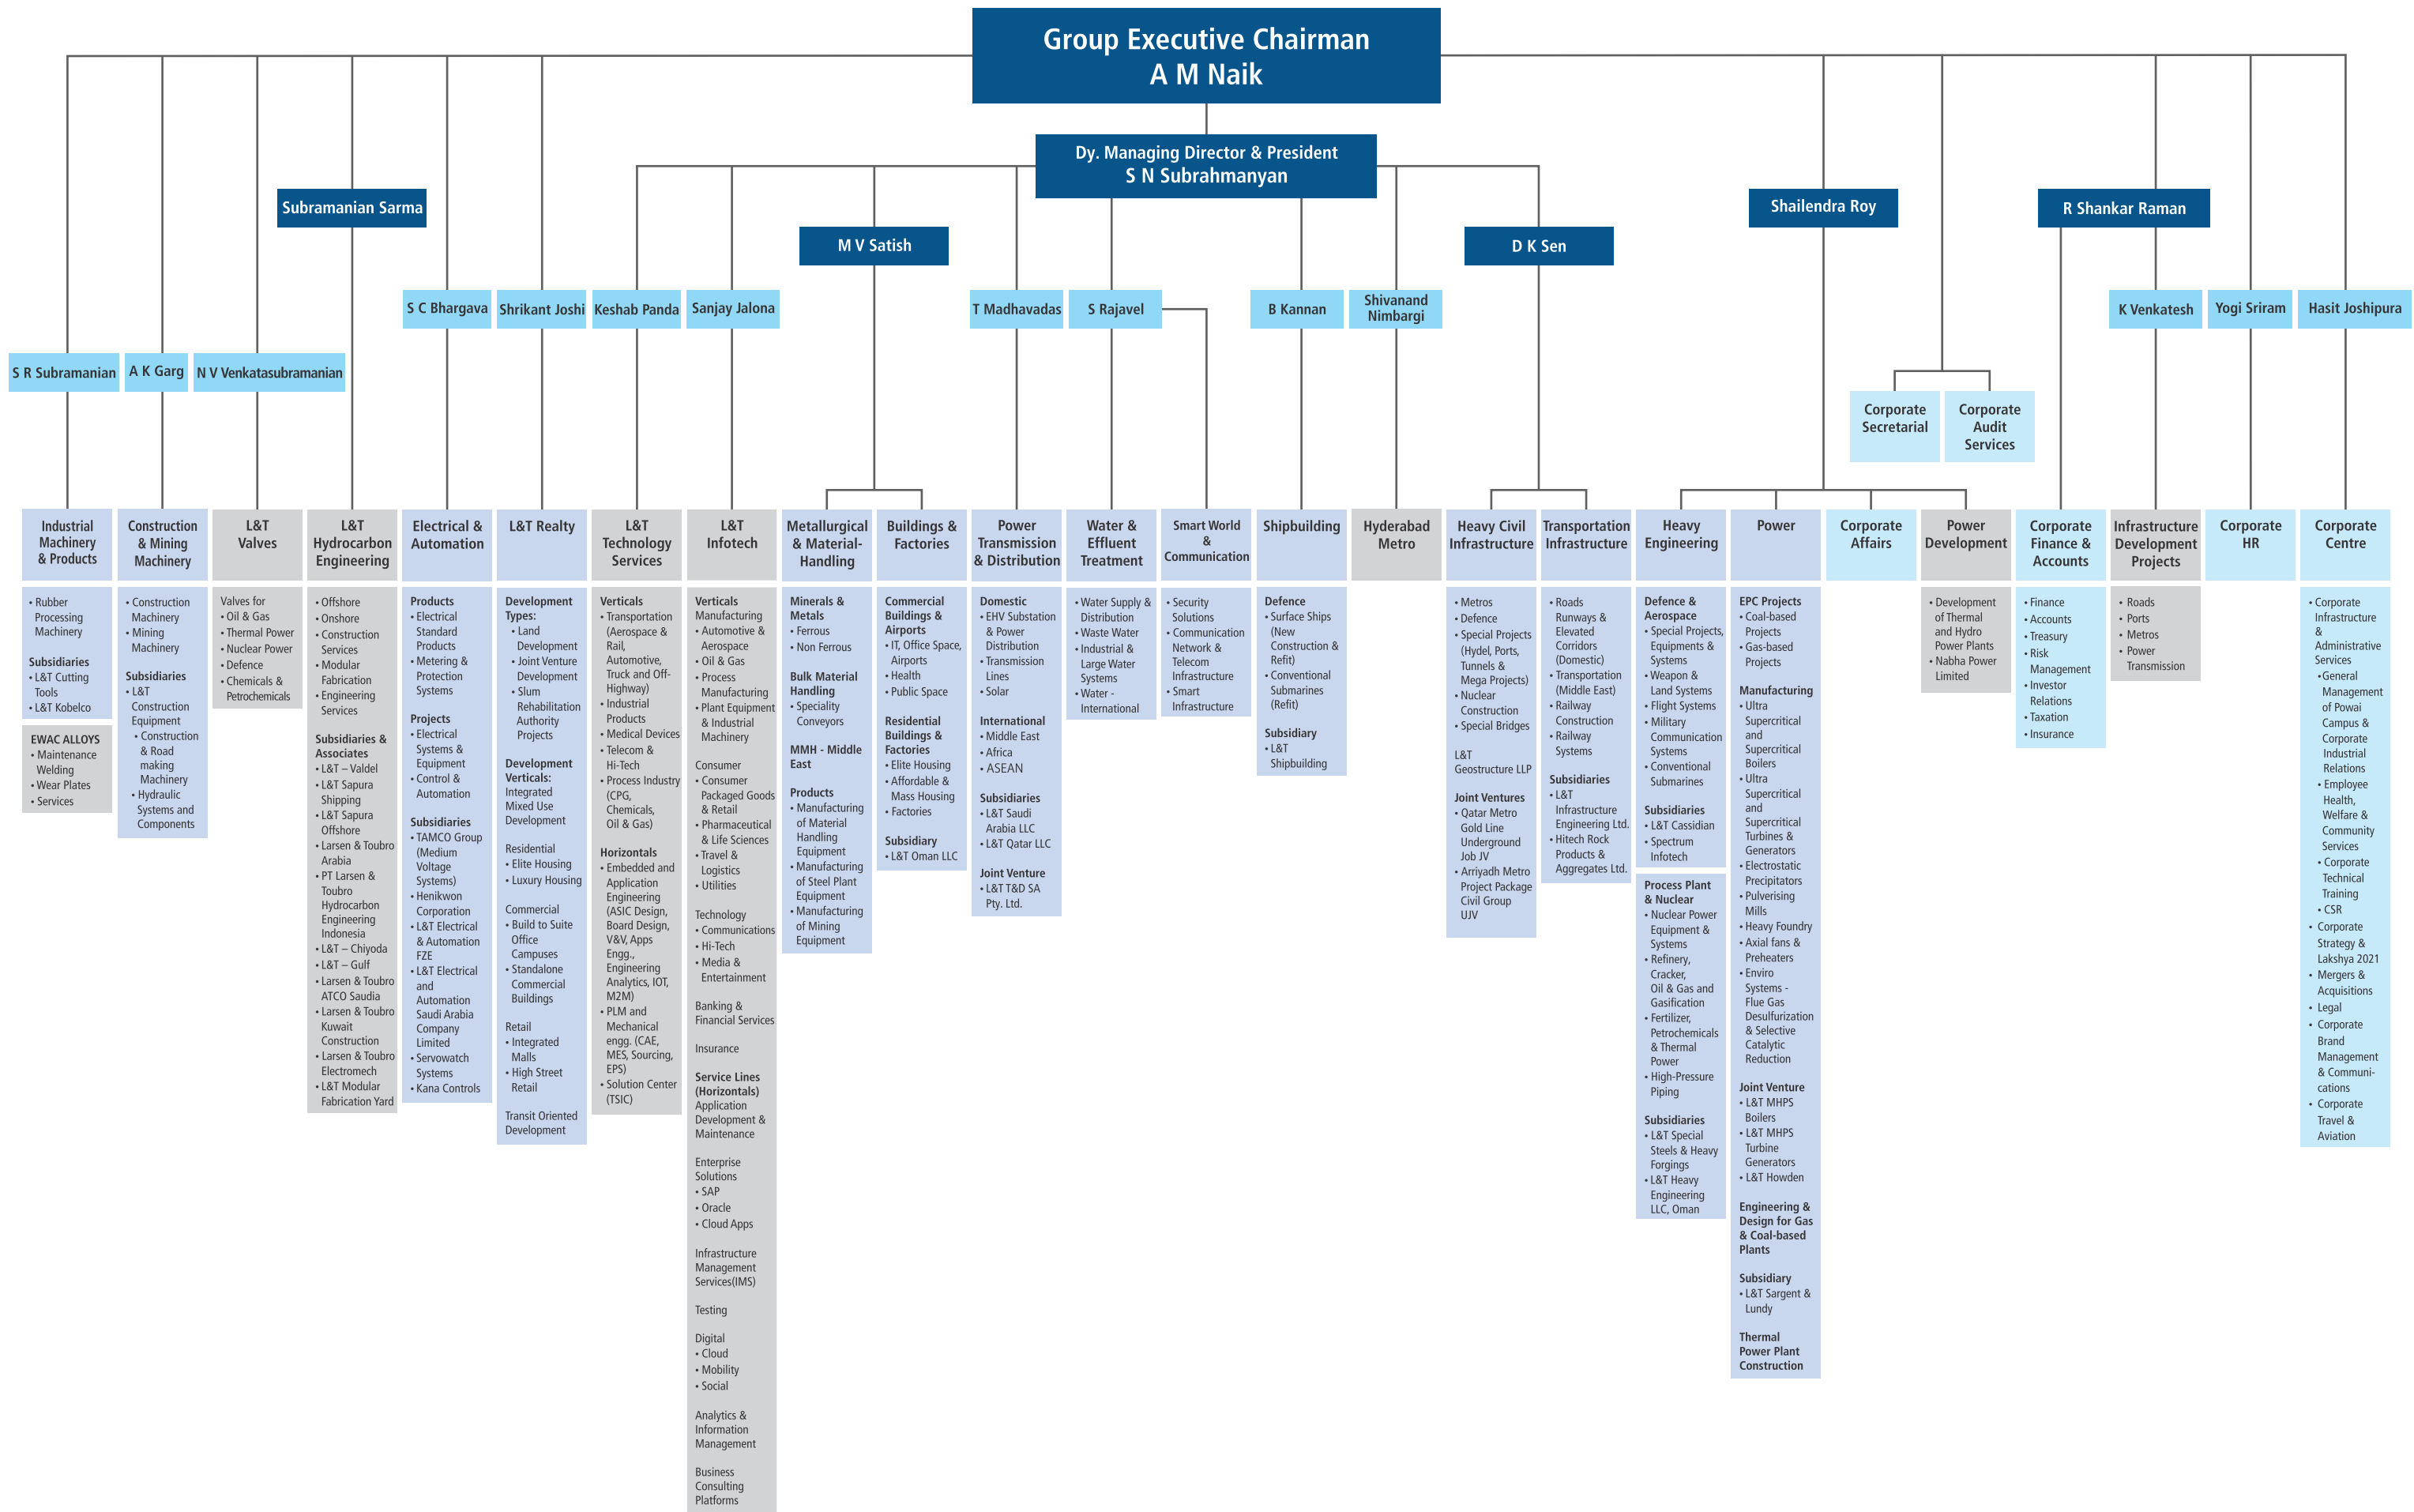 Group Executive Chairman
A M Naik
Dy. Managing Director & President
S N Subrahmanyan
Subramanian Sarma
Shailendra Roy
R Shankar Raman
M V Satish
D K Sen
S C Bhargava
Shrikant Joshi
Keshab Panda
Sanjay Jalona
T Madhavadas
S Rajavel
B Kannan
Shivanand
Nimbargi
K Venkatesh
Yogi Sriram
Hasit Joshipura
S R Subramanian
A K Garg
N V Venkatasubramanian
Corporate
Secretarial
Corporate
Audit
Services
Industrial
Machinery
& Products
• Rubber
Processing
Machinery
Subsidiaries
• L&T Cutting
Tools
• L&T Kobelco
EWAC ALLOYS
• Maintenance
Welding
• Wear Plates
• Services
Construction
& Mining
Machinery
• Construction
Machinery
• Mining
Machinery
Subsidiaries
• L&T
Construction
Equipment
• Construction
& Road
making
Machinery
• Hydraulic
Systems and
Components
L&T
Valves
Valves for
• Oil & Gas
• Thermal Power
• Nuclear Power
• Defence
• Chemicals &
Petrochemicals
L&T
Hydrocarbon
Engineering
• Offshore
• Onshore
• Construction
Services
• Modular
Fabrication
• Engineering
Services
Subsidiaries &
Associates
• L&T – Valdel
• L&T Sapura
Shipping
• L&T Sapura
Offshore
• Larsen & Toubro
Arabia
• PT Larsen &
Toubro
Hydrocarbon
Engineering
Indonesia
• L&T – Chiyoda
• L&T – Gulf
• Larsen & Toubro
ATCO Saudia
• Larsen & Toubro
Kuwait
Construction
• Larsen & Toubro
Electromech
• L&T Modular
Fabrication Yard
Electrical &
Automation
Products
• Electrical
Standard
Products
• Metering &
Protection
Systems
Projects
• Electrical
Systems &
Equipment
• Control &
Automation
Subsidiaries
• TAMCO Group
(Medium
Voltage
Systems)
• Henikwon
Corporation
• L&T Electrical
& Automation
FZE
• L&T Electrical
and
Automation
Saudi Arabia
Company
Limited
• Servowatch
Systems
• Kana Controls
L&T Realty
Development
Types:
• Land
Development
• Joint Venture
Development
• Slum
Rehabilitation
Authority
Projects
Development
Verticals:
Integrated
Mixed Use
Development
Residential
• Elite Housing
• Luxury Housing
Commercial
• Build to Suite
Office
Campuses
• Standalone
Commercial
Buildings
Retail
• Integrated
Malls
• High Street
Retail
Transit Oriented
Development
L&T
Technology
Services
Verticals
• Transportation
(Aerospace &
Rail,
Automotive,
Truck and Off-
Highway)
• Industrial
Products
• Medical Devices
• Telecom &
Hi-Tech
• Process Industry
(CPG,
Chemicals,
Oil & Gas)
Horizontals
• Embedded and
Application
Engineering
(ASIC Design,
Board Design,
V&V, Apps
Engg.,
Engineering
Analytics, IOT,
M2M)
• PLM and
Mechanical
engg. (CAE,
MES, Sourcing,
EPS)
• Solution Center
(TSIC)
L&T
Infotech
Verticals
Manufacturing
• Automotive &
Aerospace
• Oil & Gas
• Process
Manufacturing
• Plant Equipment
& Industrial
Machinery
Consumer
• Consumer
Packaged Goods
& Retail
• Pharmaceutical
& Life Sciences
• Travel &
Logistics
• Utilities
Technology
• Communications
• Hi-Tech
• Media &
Entertainment
Banking &
Financial Services
Insurance
Service Lines
(Horizontals)
Application
Development &
Maintenance
Enterprise
Solutions
• SAP
• Oracle
• Cloud Apps
Infrastructure
Management
Services(IMS)
Testing
Digital
• Cloud
• Mobility
• Social
Analytics &
Information
Management
Business
Consulting
Platforms
Metallurgical
& Material-
Handling
Minerals &
Metals
• Ferrous
• Non Ferrous
Bulk Material
Handling
• Speciality
Conveyors
MMH - Middle
East
Products
• Manufacturing
of Material
Handling
Equipment
• Manufacturing
of Steel Plant
Equipment
• Manufacturing
of Mining
Equipment
Buildings &
Factories
Commercial
Buildings &
Airports
• IT, Office Space,
Airports
• Health
• Public Space
Residential
Buildings &
Factories
• Elite Housing
• Affordable &
Mass Housing
• Factories
Subsidiary
• L&T Oman LLC
Power
Transmission
& Distribution
Domestic
• EHV Substation
& Power
Distribution
• Transmission
Lines
• Solar
International
• Middle East
• Africa
• ASEAN
Subsidiaries
• L&T Saudi
Arabia LLC
• L&T Qatar LLC
Joint Venture
• L&T T&D SA
Pty. Ltd.
Water &
Effluent
Treatment
• Water Supply &
Distribution
• Waste Water
• Industrial &
Large Water
Systems
• Water -
International
Smart World
&
Communication
• Security
Solutions
• Communication
Network &
Telecom
Infrastructure
• Smart
Infrastructure
Shipbuilding
Defence
• Surface Ships
(New
Construction &
Refit)
• Conventional
Submarines
(Refit)
Subsidiary
• L&T
Shipbuilding
Hyderabad
Metro
Heavy Civil
Infrastructure
• Metros
• Defence
• Special Projects
(Hydel, Ports,
Tunnels &
Mega Projects)
• Nuclear
Construction
• Special Bridges
L&T
Geostructure LLP
Joint Ventures
• Qatar Metro
Gold Line
Underground
Job JV
• Arriyadh Metro
Project Package
Civil Group
UJV
Transportation
Infrastructure
• Roads
Runways &
Elevated
Corridors
(Domestic)
• Transportation
(Middle East)
• Railway
Construction
• Railway
Systems
Subsidiaries
• L&T
Infrastructure
Engineering Ltd.
• Hitech Rock
Products &
Aggregates Ltd.
Heavy
Engineering
Defence &
Aerospace
• Special Projects,
Equipments &
Systems
• Weapon &
Land Systems
• Flight Systems
• Military
Communication
Systems
• Conventional
Submarines
Subsidiaries
• L&T Cassidian
• Spectrum
Infotech
Process Plant
& Nuclear
• Nuclear Power
Equipment &
Systems
• Refinery,
Cracker,
Oil & Gas and
Gasification
• Fertilizer,
Petrochemicals
& Thermal
Power
• High-Pressure
Piping
Subsidiaries
• L&T Special
Steels & Heavy
Forgings
• L&T Heavy
Engineering
LLC, Oman
Power
EPC Projects
• Coal-based
Projects
• Gas-based
Projects
Manufacturing
• Ultra
Supercritical
and
Supercritical
Boilers
• Ultra
Supercritical
and
Supercritical
Turbines &
Generators
• Electrostatic
Precipitators
• Pulverising
Mills
• Heavy Foundry
• Axial fans &
Preheaters
• Enviro
Systems -
Flue Gas
Desulfurization
& Selective
Catalytic
Reduction
Joint Venture
• L&T MHPS
Boilers
• L&T MHPS
Turbine
Generators
• L&T Howden
Engineering &
Design for Gas
& Coal-based
Plants
Subsidiary
• L&T Sargent &
Lundy
Thermal
Power Plant
Construction
Corporate
Affairs
Power
Development
• Development
of Thermal
and Hydro
Power Plants
• Nabha Power
Limited
Corporate
Finance &
Accounts
• Finance
• Accounts
• Treasury
• Risk
Management
• Investor
Relations
• Taxation
• Insurance
Infrastructure
Development
Projects
• Roads
• Ports
• Metros
• Power
Transmission
Corporate
HR
Corporate
Centre
• Corporate
Infrastructure
&
Administrative
Services
• General
Management
of Powai
Campus &
Corporate
Industrial
Relations
• Employee
Health,
Welfare &
Community
Services
• Corporate
Technical
Training
• CSR
• Corporate
Strategy &
Lakshya 2021
• Mergers &
Acquisitions
• Legal
• Corporate
Brand
Management
& Communi-
cations
• Corporate
Travel &
Aviation